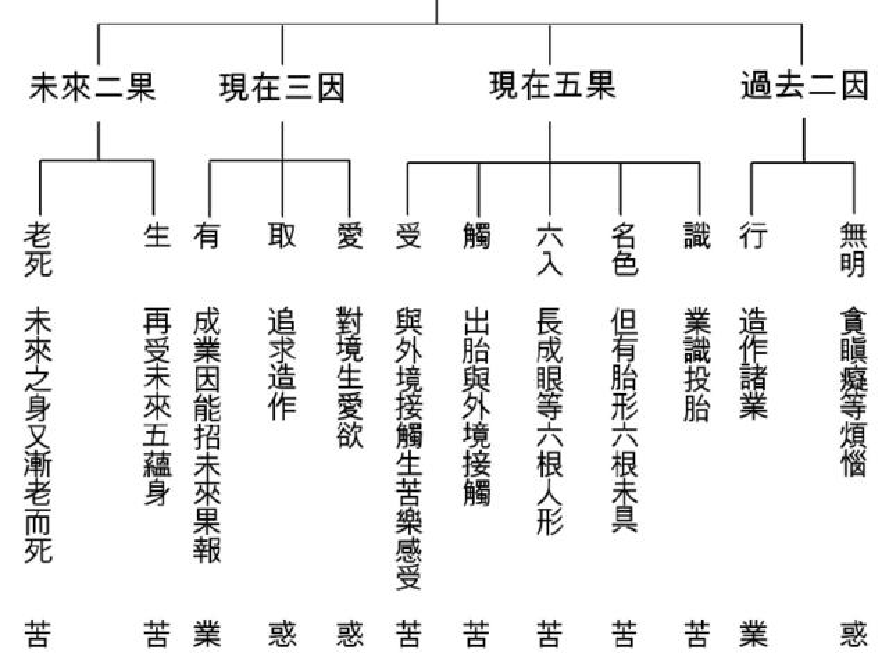 過去二因
現在五果
現在三因
未來二果
無明
行
識
名色
六入
觸
受
愛
取
有
生
老死
貪瞋癡等煩惱
造作諸業
業識投胎
但有胎形六根未具
長成眼等六根人形
出胎與外境接觸
與外境接觸生苦樂感受
對境生愛欲
追求造作
成業因能招未來果報
再受未來五蘊身
未來之身又漸老而死
惑
業
苦
苦
苦
苦
苦
惑
惑
業
苦
苦